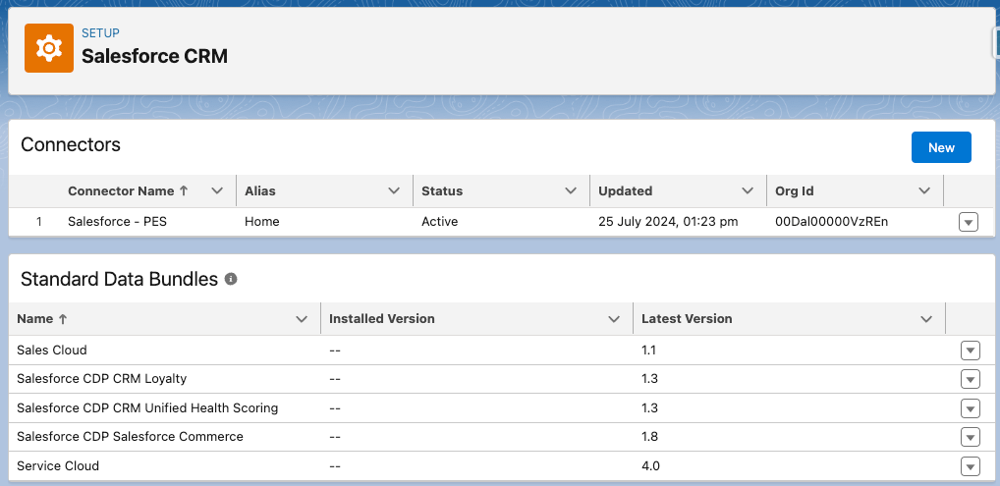 SETUP
Salesforce CRM
Connectors
New
Connector Name ↑ Alias Status Updated Org Id
1 Salesforce - PES Home Active 25 July 2024, 01:23 pm 00Dal00000VzREn
Standard Data Bundles
Name ↑ Installed Version Latest Version
Sales Cloud -- 1.1
Salesforce CDP CRM Loyalty -- 1.3
Salesforce CDP CRM Unified Health Scoring -- 1.3
Salesforce CDP Salesforce Commerce -- 1.8
Service Cloud -- 4.0